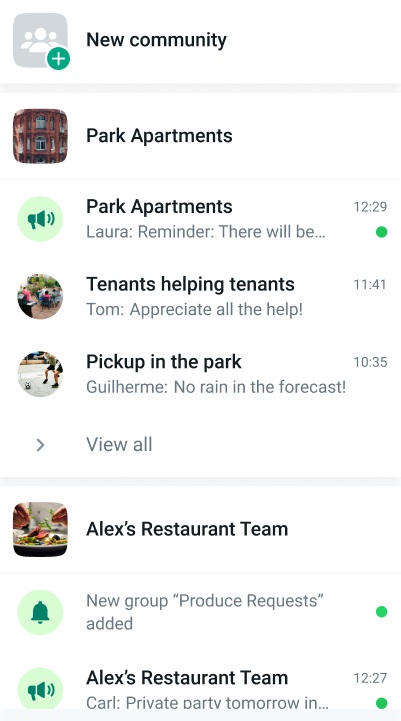 New community
Park Apartments
Park Apartments 12:29
Laura: Reminder: There will be...
Tenants helping tenants 11:41
Tom: Appreciate all the help!
Pickup in the park 10:35
Guilherme: No rain in the forecast!
View all
Alex’s Restaurant Team
New group “Produce Requests”
added
Alex’s Restaurant Team 12:27
Carl: Private party tomorrow in...